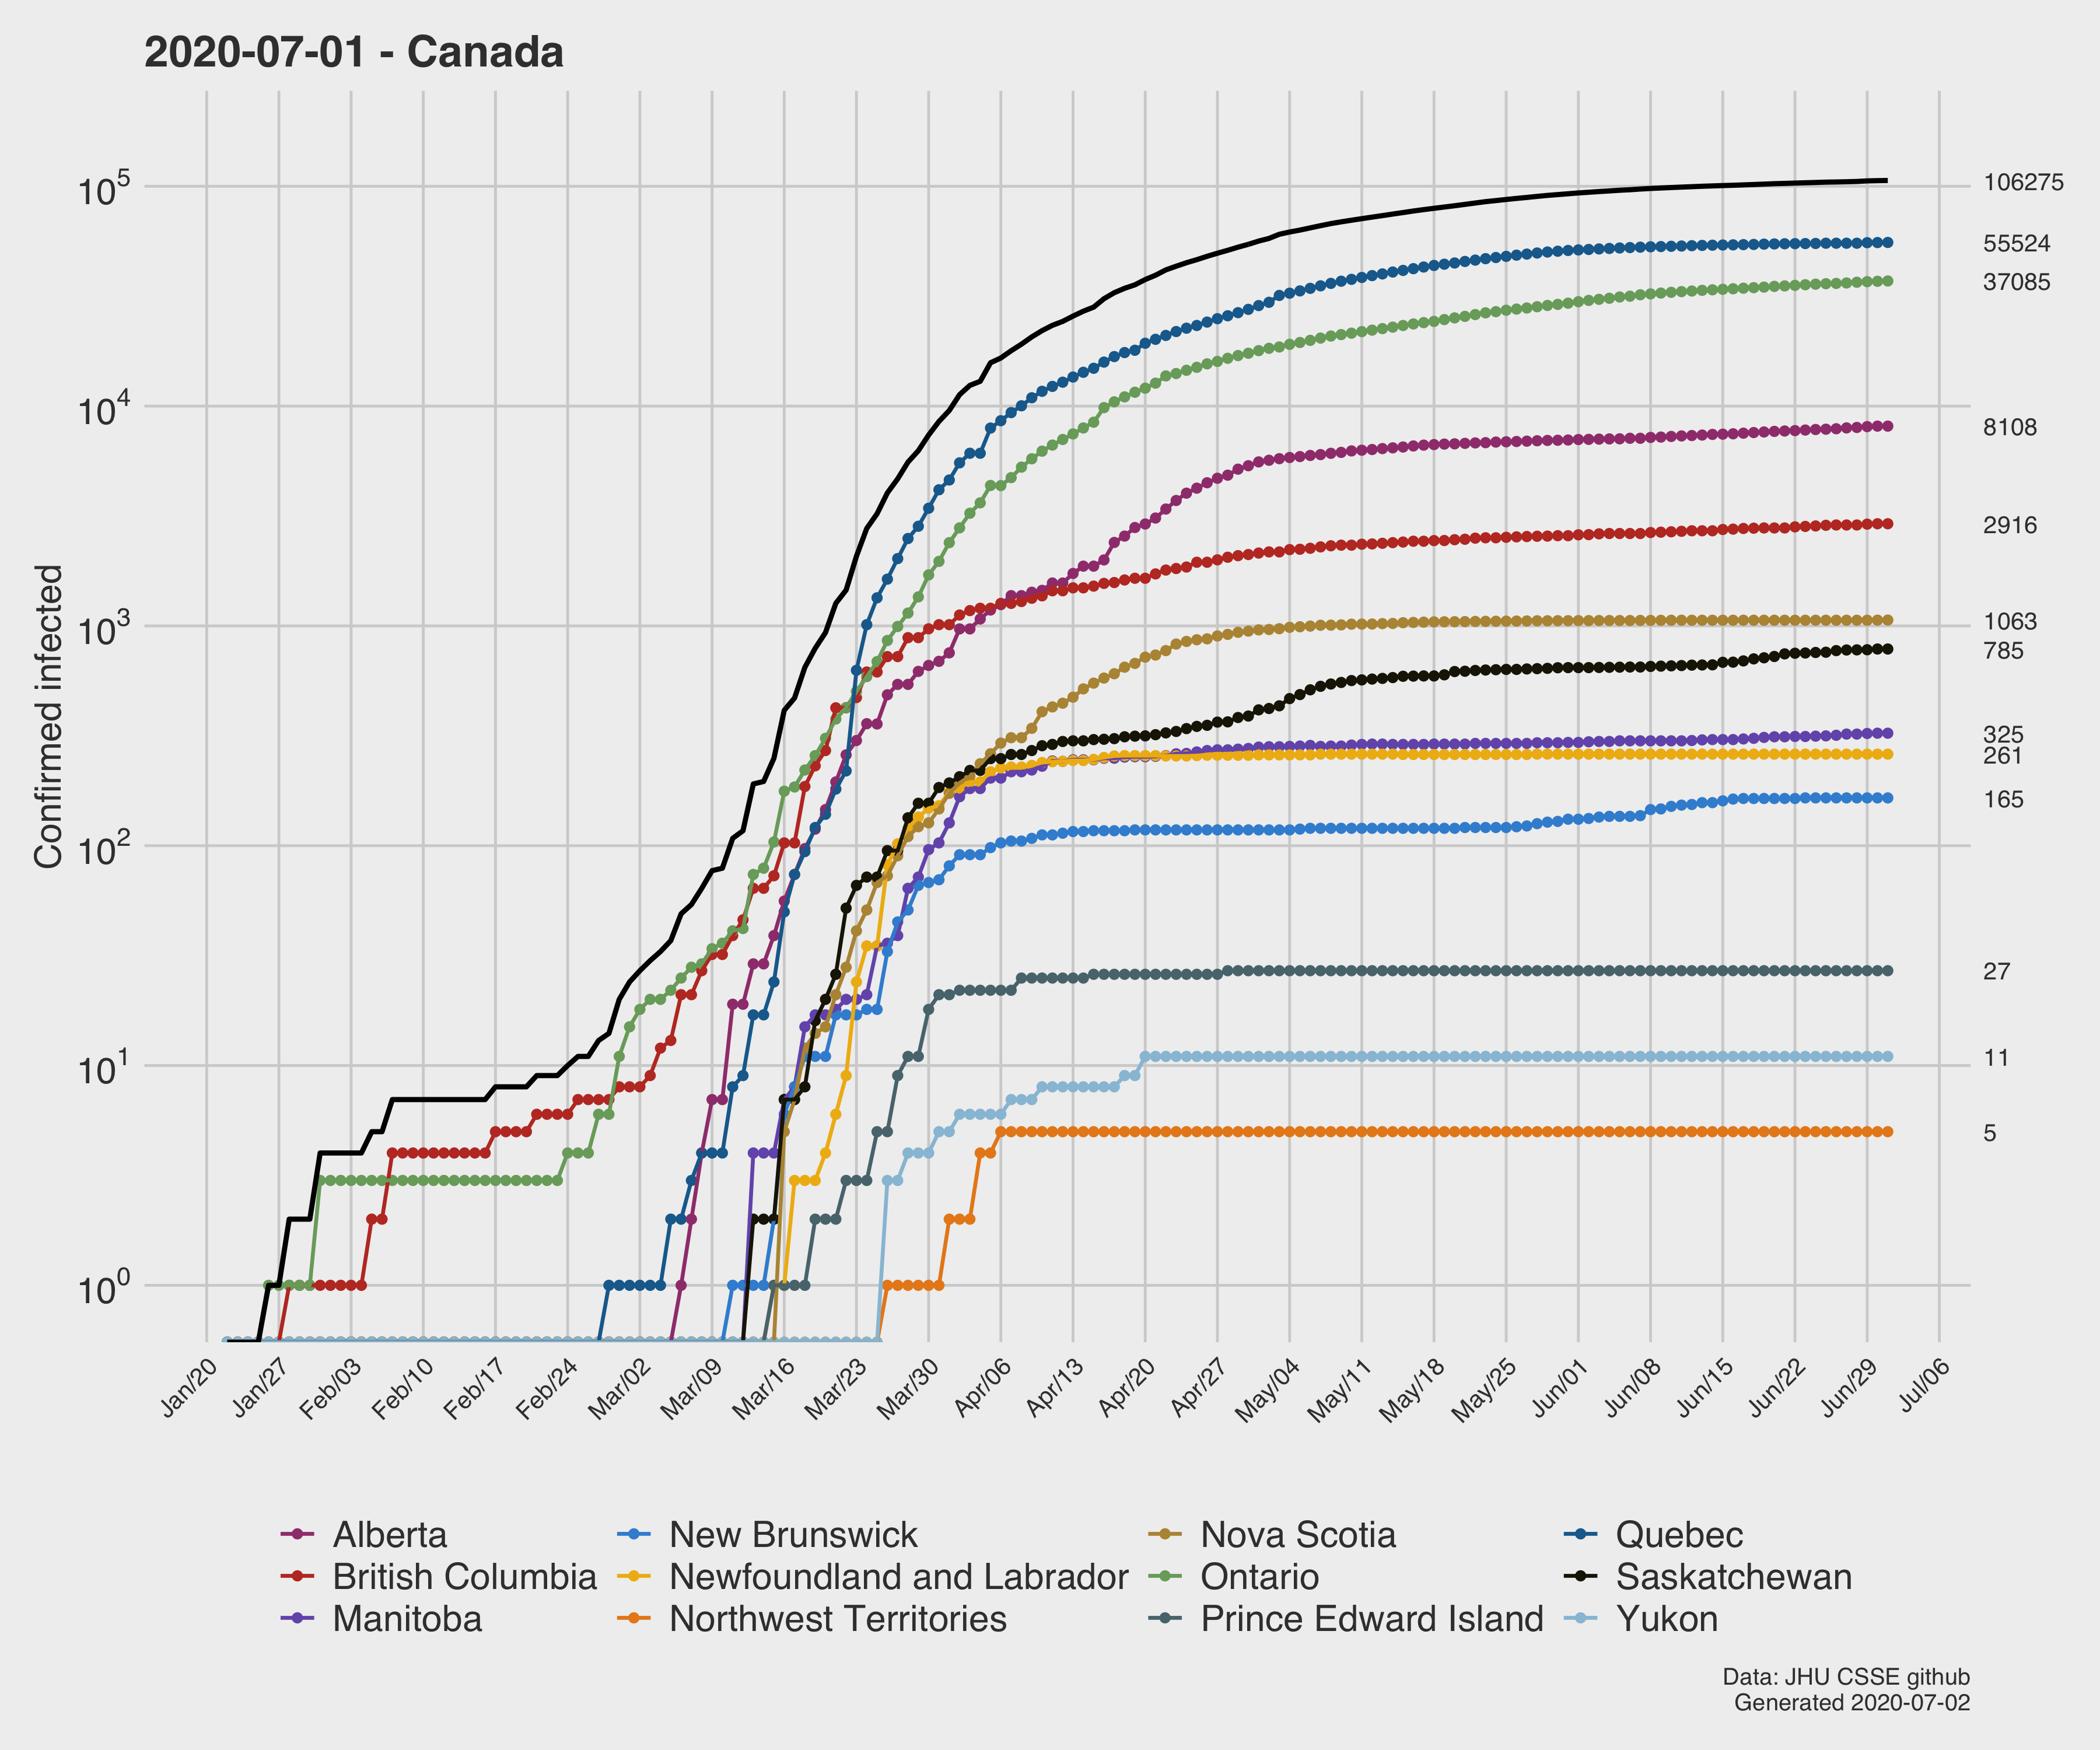 2020-07-01 - Canada
Confirmed infected
10^5
10^4
10^3
10^2
10^1
10^0
106275
55524
37085
8108
2916
1063
785
325
261
165
27
11
5
Jan/20 Jan/27 Feb/03 Feb/10 Feb/17 Feb/24 Mar/02 Mar/09 Mar/16 Mar/23 Mar/30 Apr/06 Apr/13 Apr/20 Apr/27 May/04 May/11 May/18 May/25 Jun/01 Jun/08 Jun/15 Jun/22 Jun/29 Jul/06
Alberta New Brunswick Nova Scotia Quebec
British Columbia Newfoundland and Labrador Ontario Saskatchewan
Manitoba Northwest Territories Prince Edward Island Yukon
Data: JHU CSSE github
Generated 2020-07-02